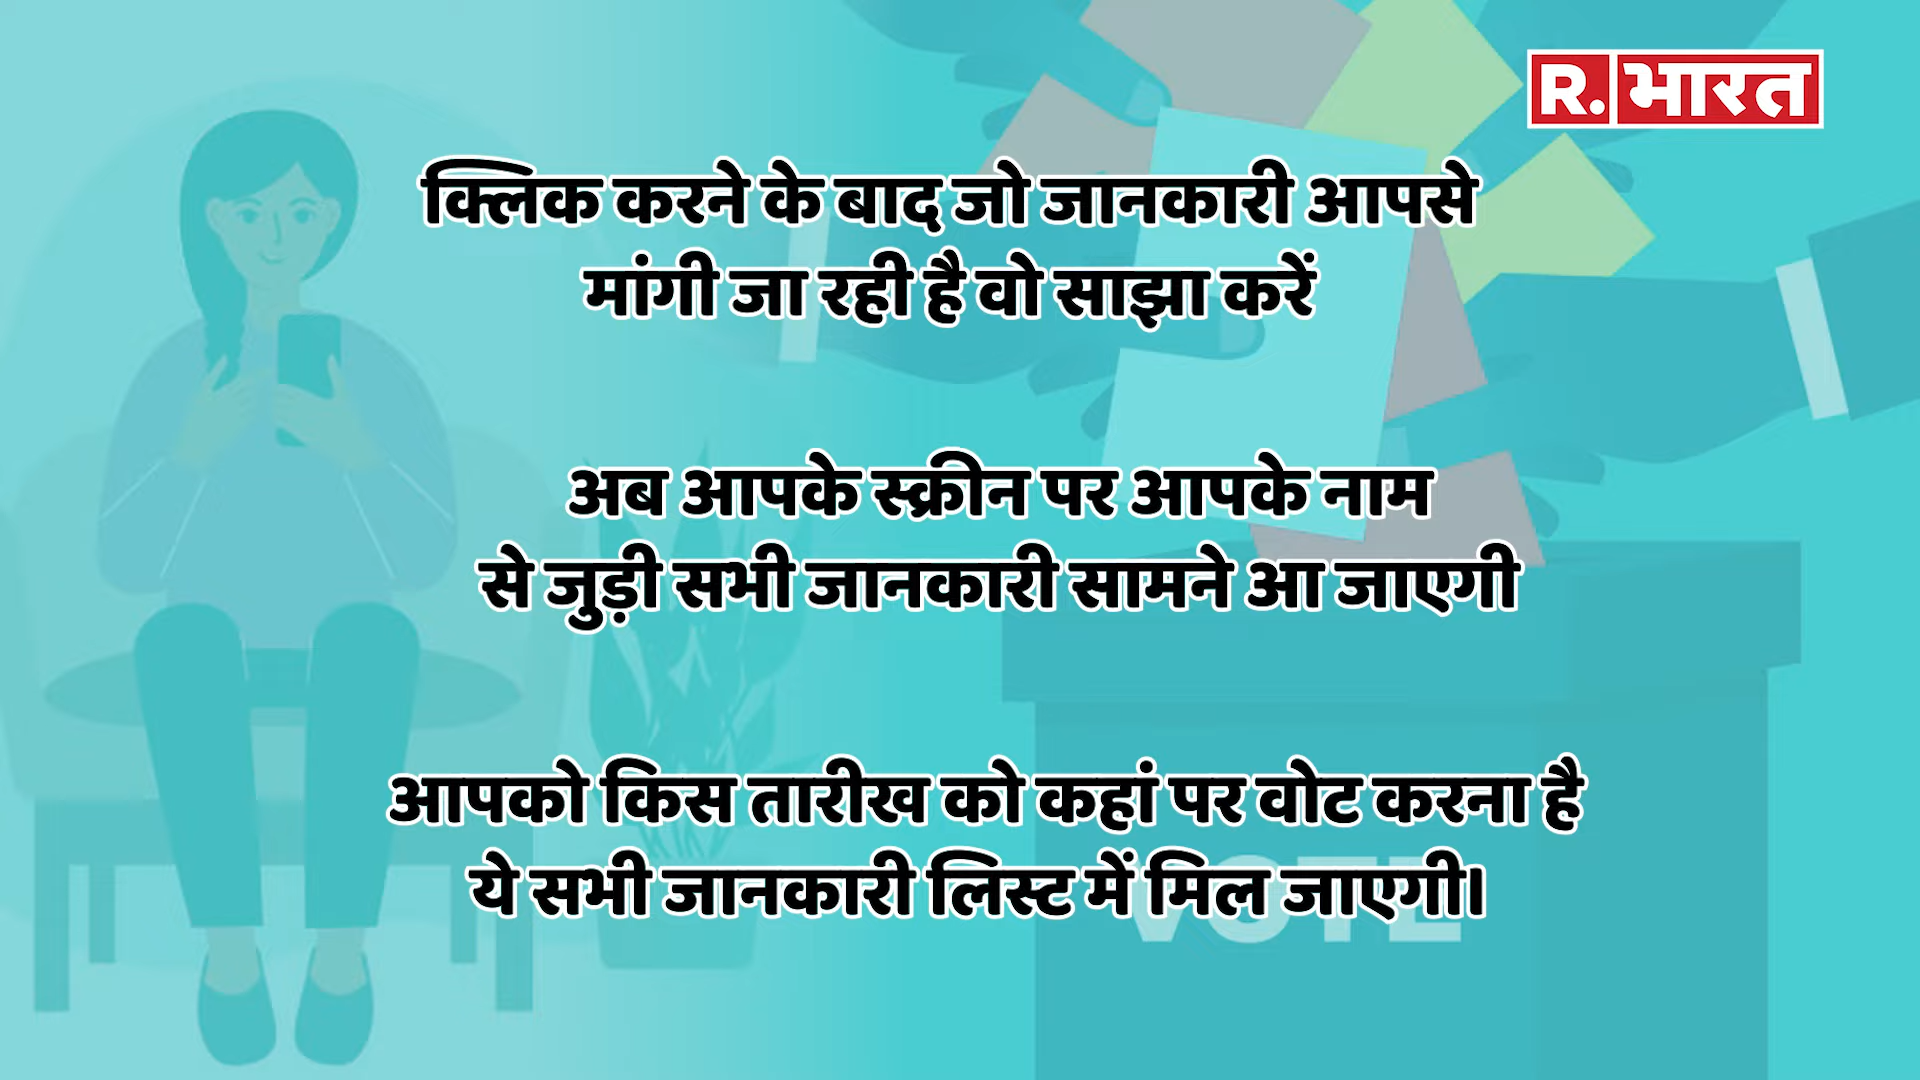 R. भारत
क्लिक करने के बाद जो जानकारी आपसे
मांगी जा रही है वो साझा करें
अब आपके स्क्रीन पर आपके नाम
से जुड़ी सभी जानकारी सामने आ जाएगी
आपको किस तारीख को कहां पर वोट करना है
ये सभी जानकारी लिस्ट में मिल जाएगी।
VOTE